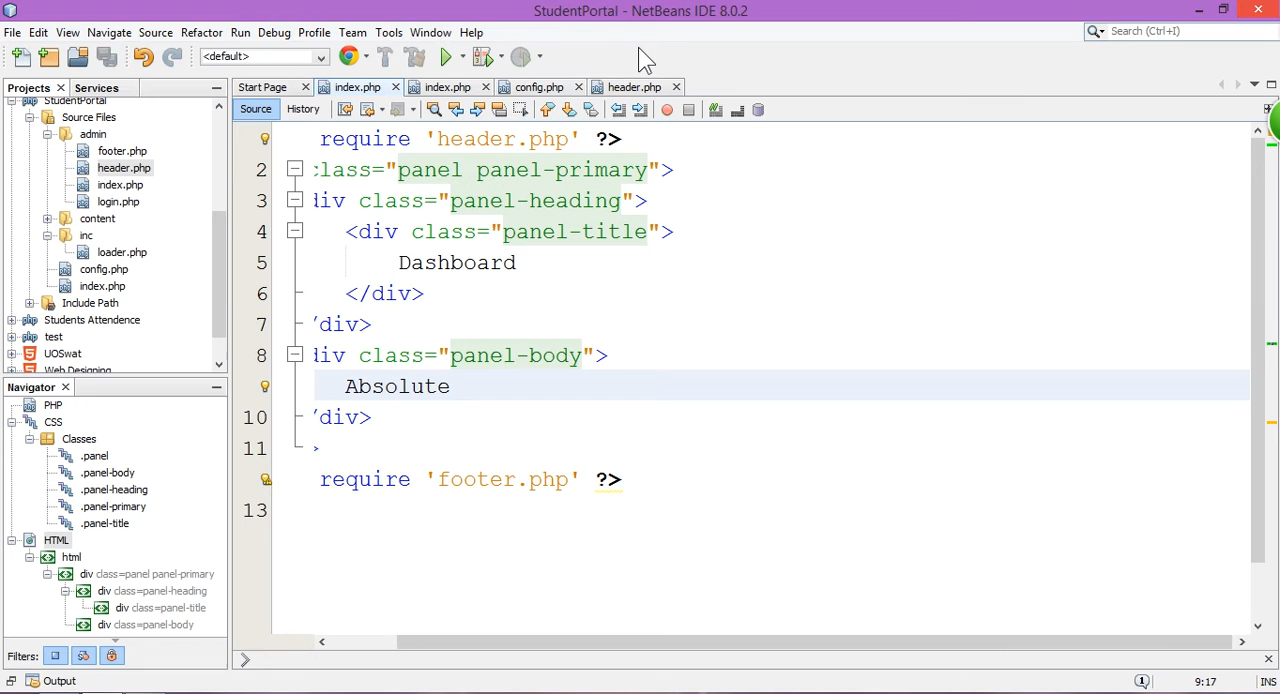 StudentPortal - NetBeans IDE 8.0.2
File Edit View Navigate Source Refactor Run Debug Profile Team Tools Window Help
Search (Ctrl+I)
<default>
Projects Services
Start Page index.php index.php config.php header.php
Source History
StudentPortal
Source Files
admin
footer.php
header.php
index.php
login.php
content
inc
loader.php
config.php
index.php
Include Path
Students Attendence
test
UOSwat
Web Designing
Navigator
PHP
CSS
Classes
.panel
.panel-body
.panel-heading
.panel-primary
.panel-title
HTML
html
div class=panel panel-primary
div class=panel-heading
div class=panel-title
div class=panel-body
Filters:
require 'header.php' ?>
2 class="panel panel-primary">
3 div class="panel-heading">
4 <div class="panel-title">
5 Dashboard
6 </div>
7 /div>
8 div class="panel-body">
Absolute
10 /div>
11 >
require 'footer.php' ?>
13
Output
1
9:17 INS